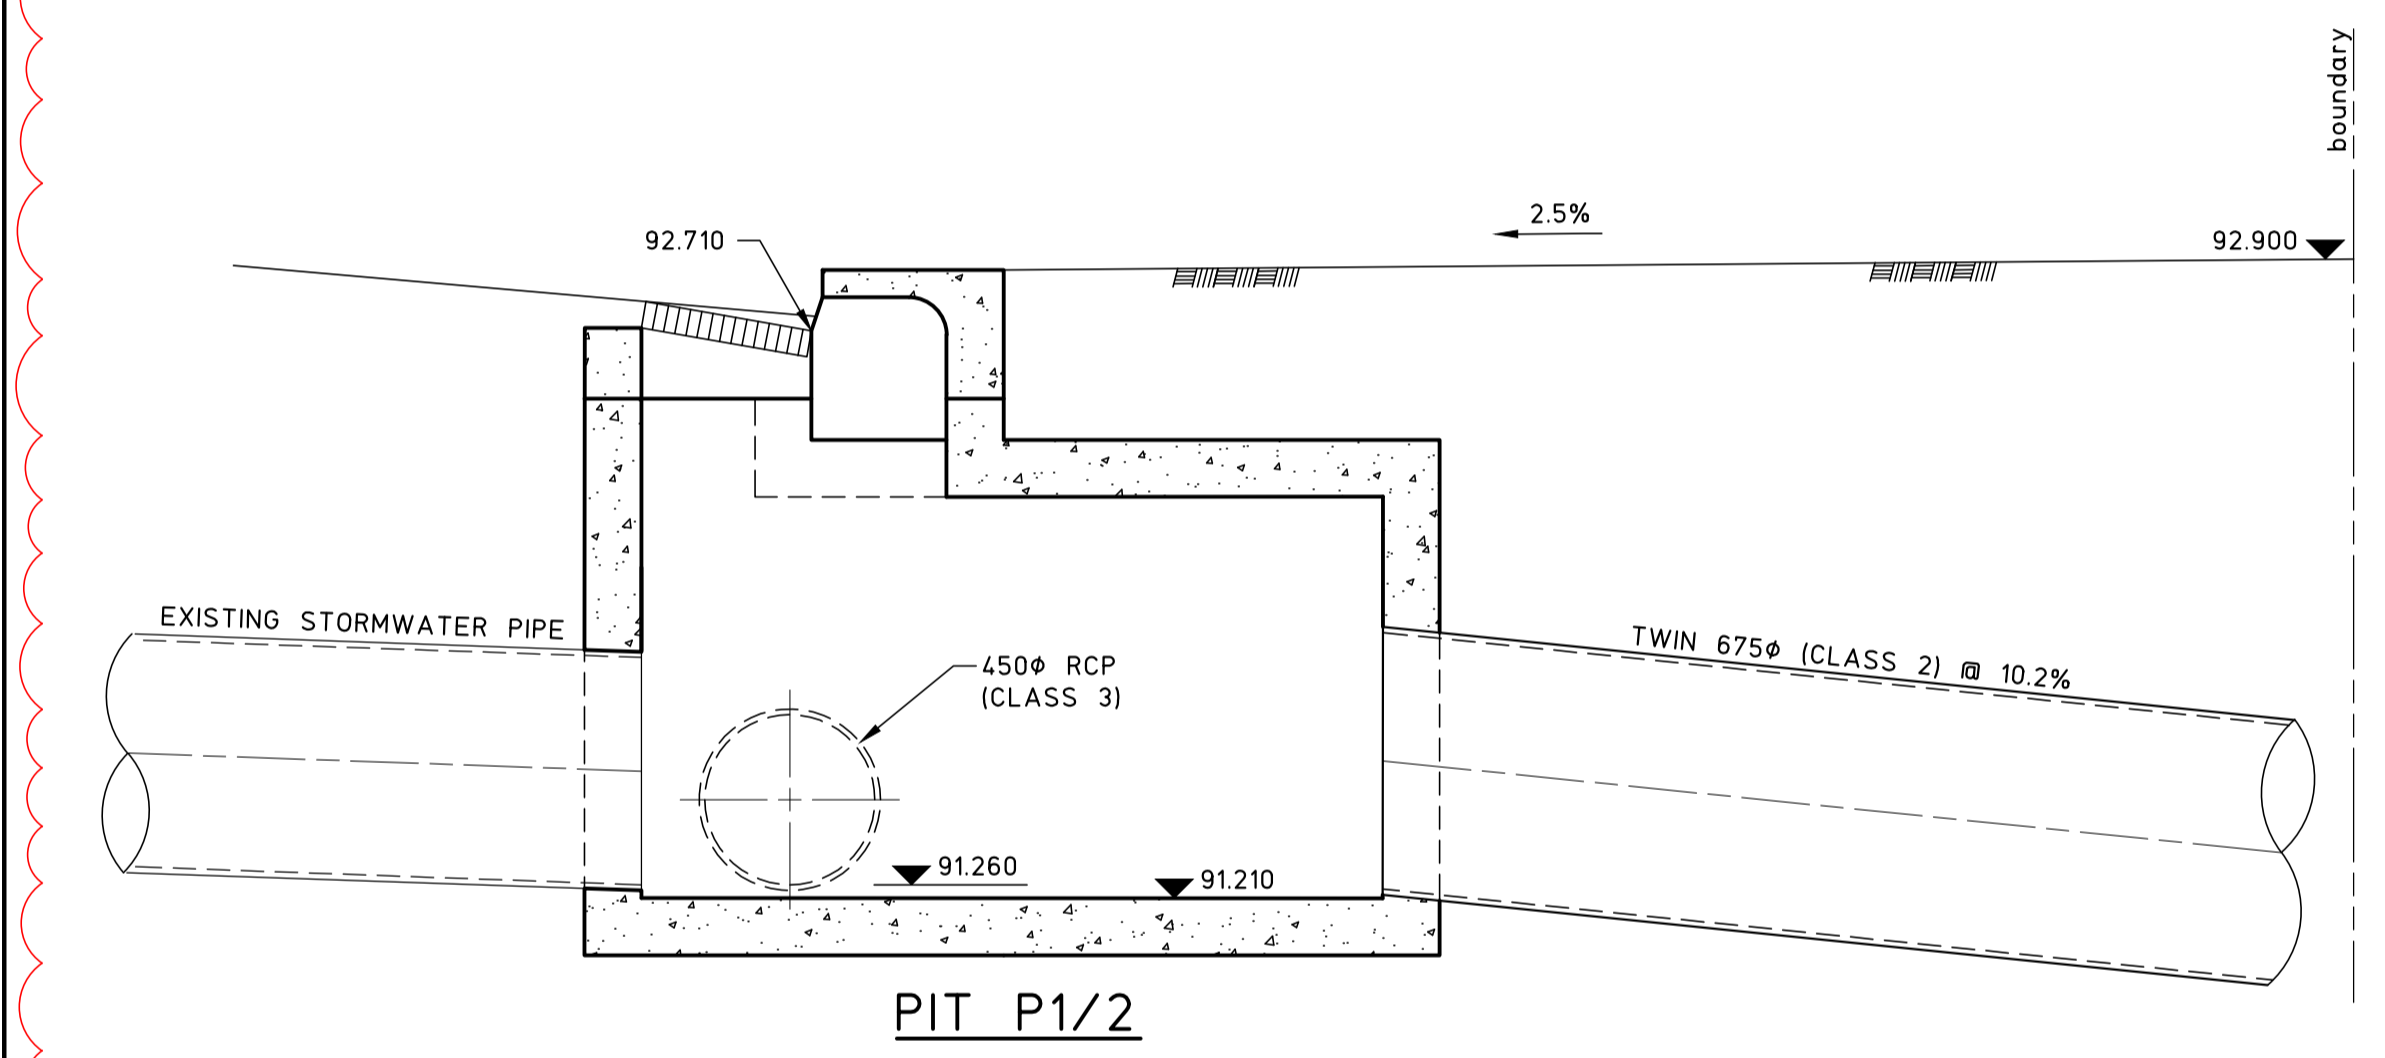 boundary
2.5%
92.710
92.900
EXISTING STORMWATER PIPE
TWIN 675ϕ (CLASS 2) @ 10.2%
450ϕ RCP
(CLASS 3)
91.260
91.210
PIT P1/2